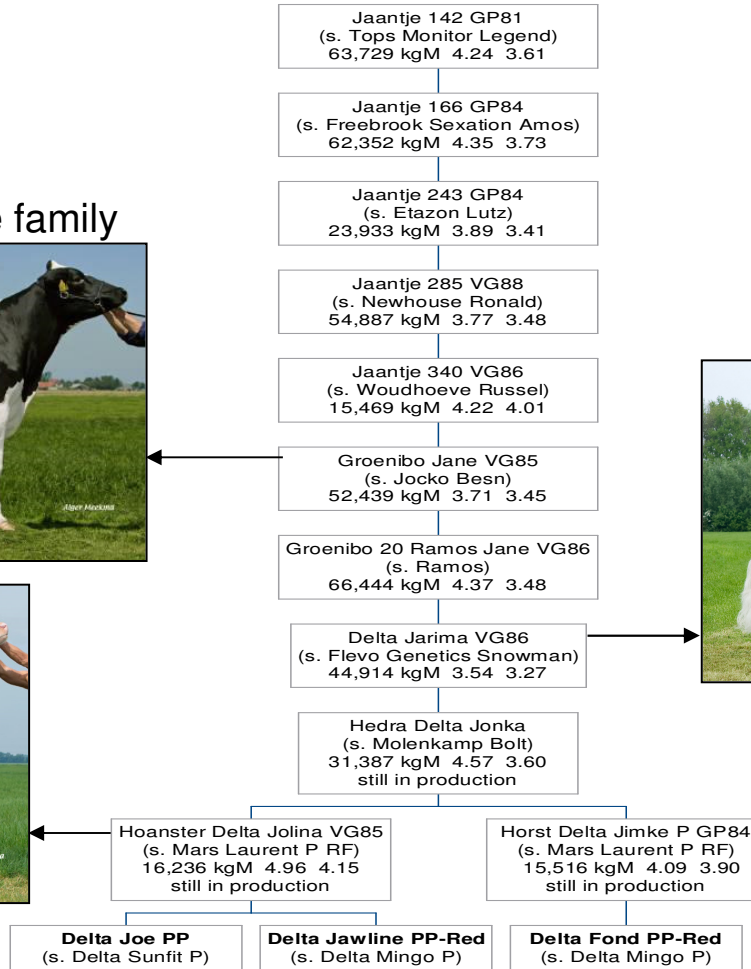 Jaantje 142 GP81
(s. Tops Monitor Legend)
63,729 kgM 4.24 3.61
Jaantje 166 GP84
(s. Freebrook Sexation Amos)
62,352 kgM 4.35 3.73
family
Jaantje 243 GP84
(s. Etazon Lutz)
23,933 kgM 3.89 3.41
Jaantje 285 VG88
(s. Newhouse Ronald)
54,887 kgM 3.77 3.48
Jaantje 340 VG86
(s. Woudhoeve Russel)
15,469 kgM 4.22 4.01
Groenibo Jane VG85
(s. Jocko Besn)
52,439 kgM 3.71 3.45
Alger Meekma
Groenibo 20 Ramos Jane VG86
(s. Ramos)
66,444 kgM 4.37 3.48
Delta Jarima VG86
(s. Flevo Genetics Snowman)
44,914 kgM 3.54 3.27
Hedra Delta Jonka
(s. Molenkamp Bolt)
31,387 kgM 4.57 3.60
still in production
Hoanster Delta Jolina VG85
(s. Mars Laurent P RF)
16,236 kgM 4.96 4.15
still in production
Horst Delta Jimke P GP84
(s. Mars Laurent P RF)
15,516 kgM 4.09 3.90
still in production
Delta Joe PP
(s. Delta Sunfit P)
Delta Jawline PP-Red
(s. Delta Mingo P)
Delta Fond PP-Red
(s. Delta Mingo P)